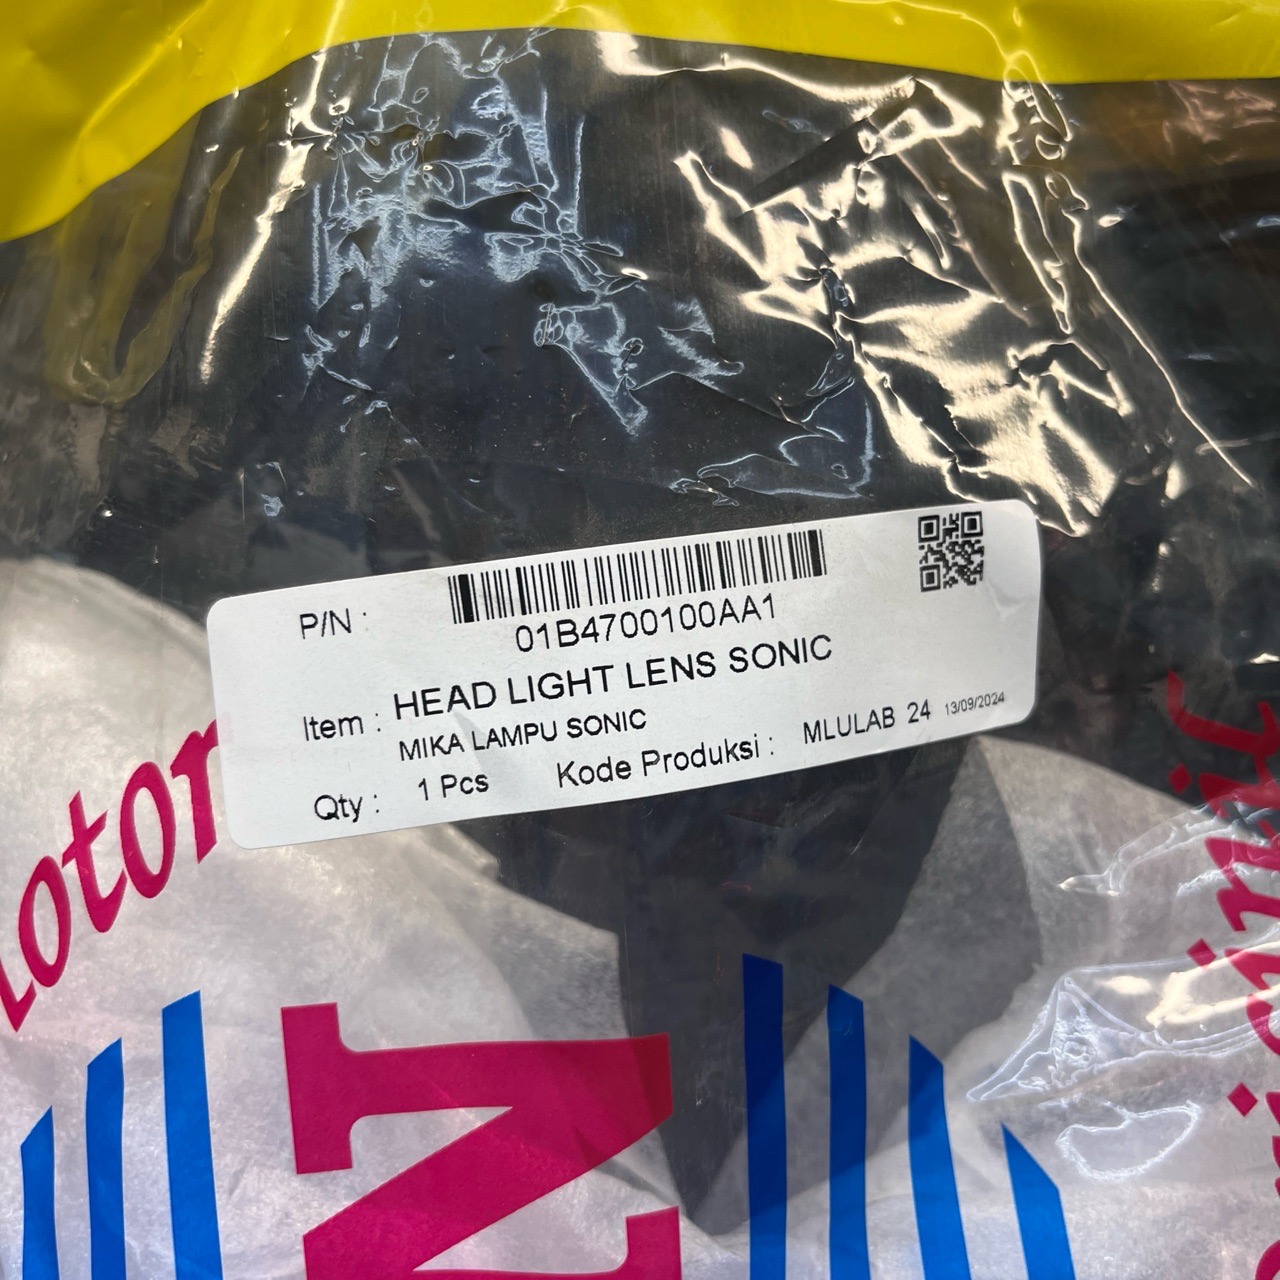 P/N :
01B4700100AA1
Item : HEAD LIGHT LENS SONIC
MIKA LAMPU SONIC
Qty : 1 Pcs Kode Produksi : MLULAB 24 13/09/2024
N